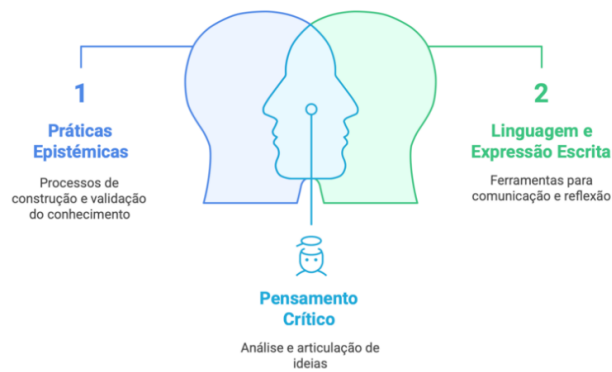 1
Práticas
Epistémicas
Processos de
construção e validação
do conhecimento
2
Linguagem e
Expressão Escrita
Ferramentas para
comunicação e reflexão
Pensamento
Crítico
Análise e articulação de
ideias